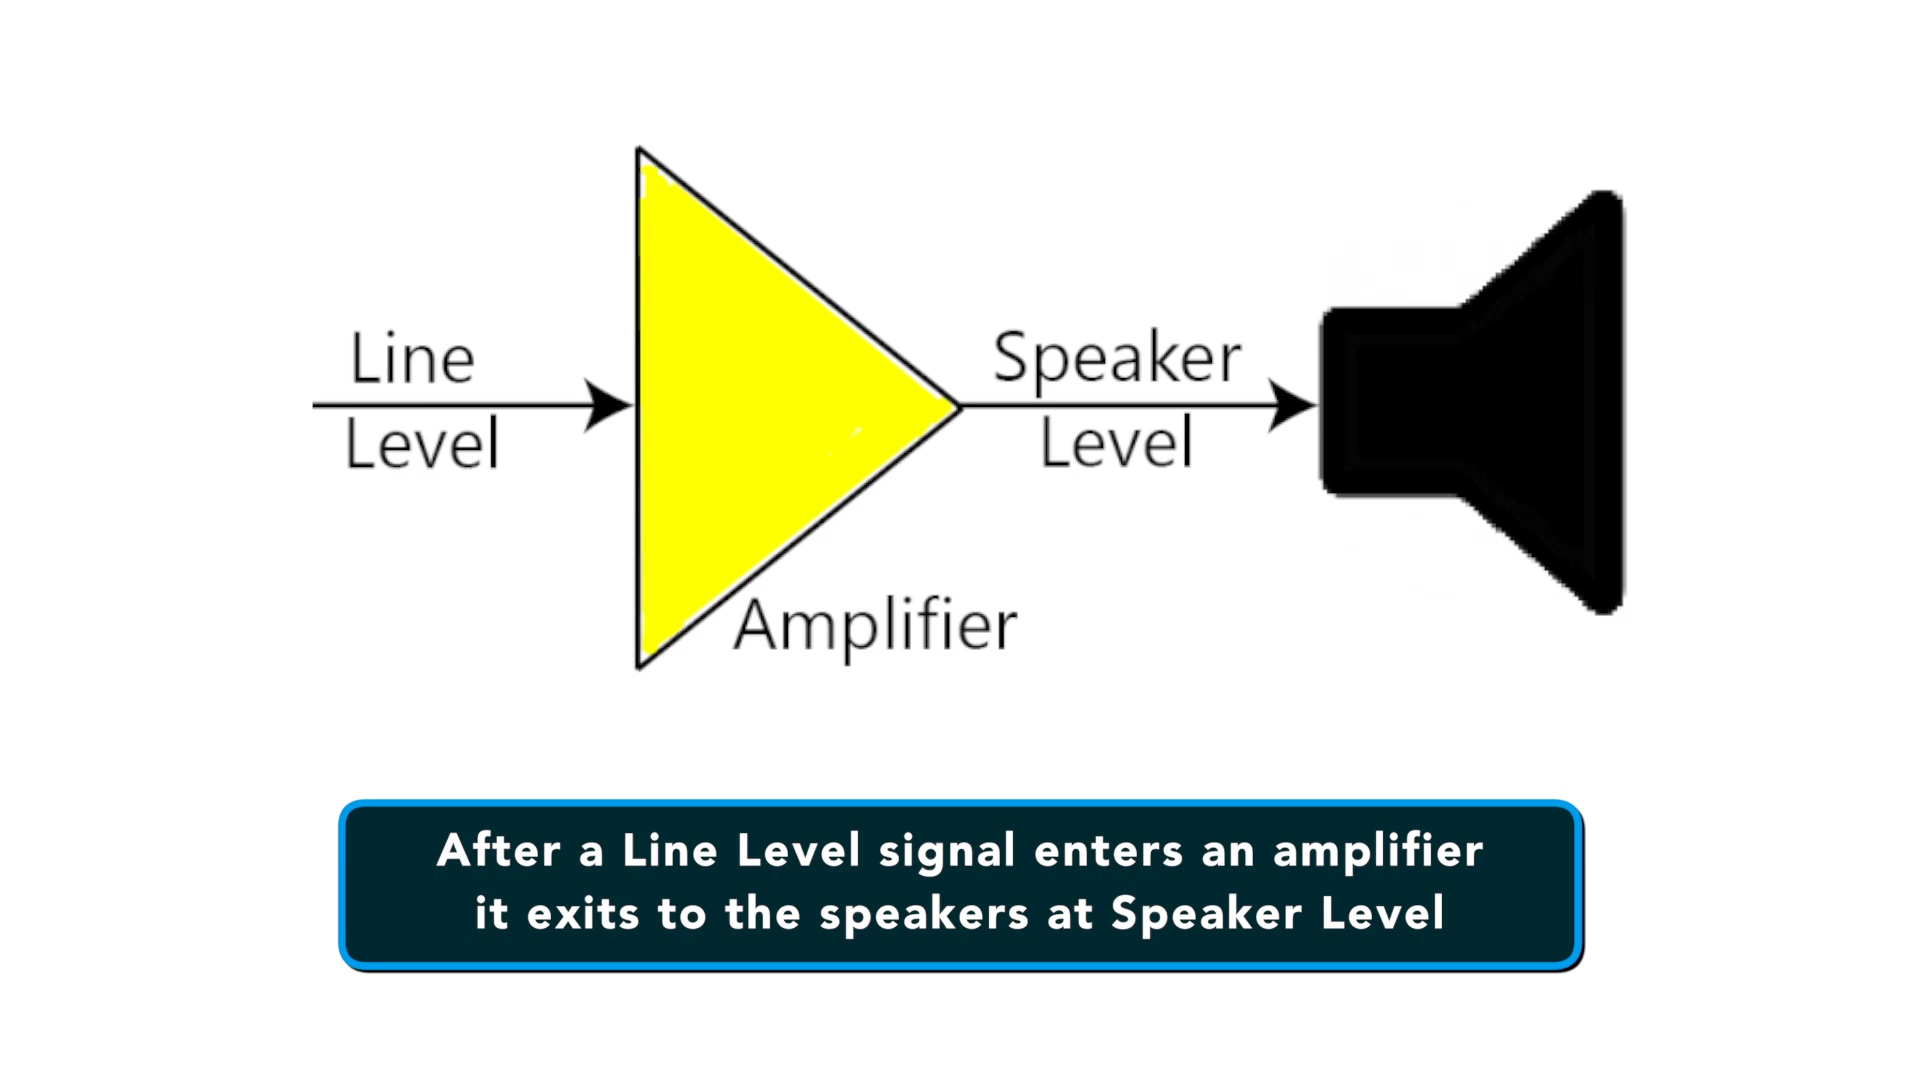 Line
Level
Speaker
Level
Amplifier
After a Line Level signal enters an amplifier
it exits to the speakers at Speaker Level